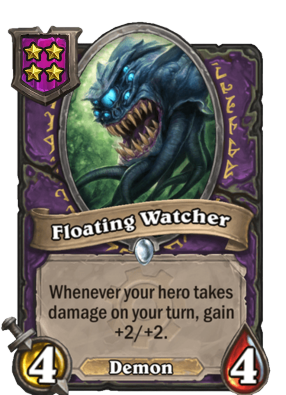 Floating Watcher
Whenever your hero takes
damage on your turn, gain
+2/+2.
4
Demon
4